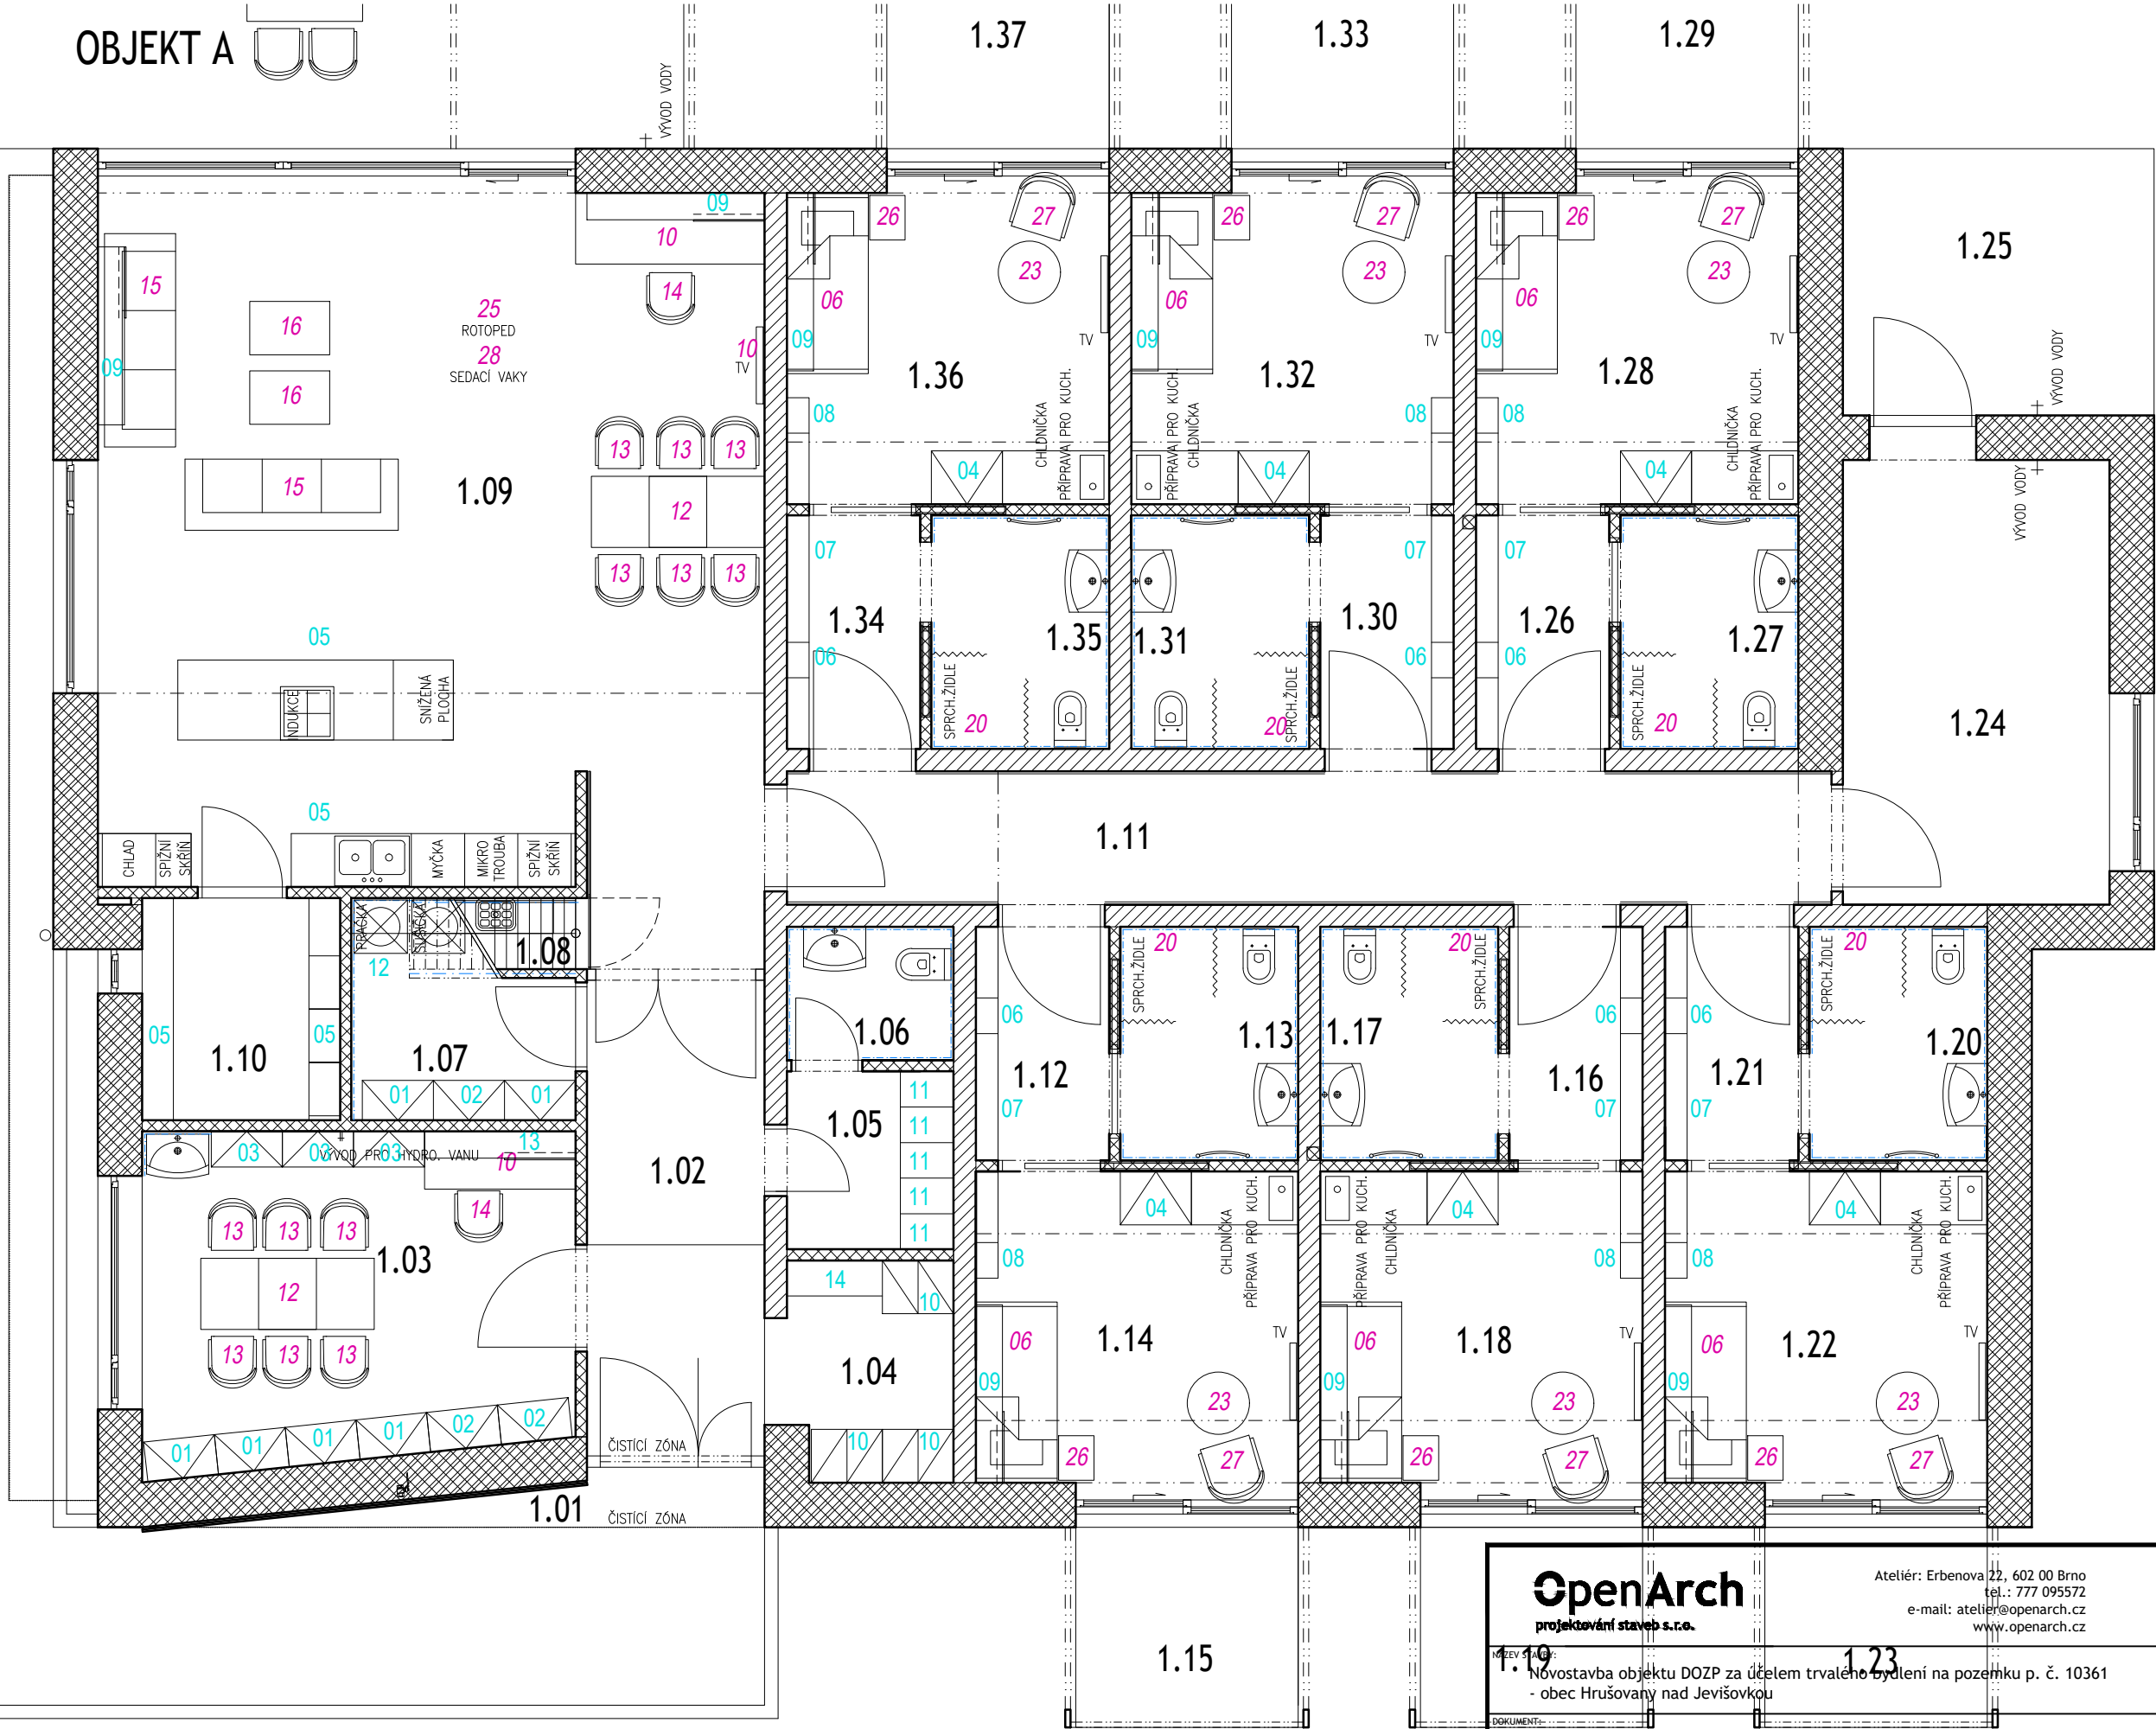 OBJEKT A
1.37
1.33
1.29
VÝVOD VODY
09
10
14
15
09
16
16
25
ROTOPED
28
SEDACÍ VAKY
10
TV
13
13
13
12
13
13
13
15
1.09
26
27
23
06
09
TV
1.36
08
CHLDNIČKA
PŘÍPRAVA PRO KUCH.
04
26
27
23
06
09
TV
1.32
08
PŘÍPRAVA PRO KUCH.
CHLDNIČKA
04
26
27
23
06
09
TV
1.28
08
CHLDNIČKA
PŘÍPRAVA PRO KUCH.
04
1.25
VÝVOD VODY
VÝVOD VODY
07
1.34
06
1.35
SPRCH.ŽIDLE
20
1.31
SPRCH.ŽIDLE
20
07
1.30
06
07
1.26
06
1.27
SPRCH.ŽIDLE
20
1.24
05
INDUKCE
SNÍŽENÁ
PLOCHA
05
CHLAD
SPIŽNÍ
SKŘÍŇ
MYČKA
MIKRO
TROUBA
SPIŽNÍ
SKŘÍŇ
1.11
PRAČKA
SUŠIČKA
1.08
12
05
05
1.10
1.07
01
02
01
1.06
1.05
11
11
11
11
11
1.02
06
1.12
07
SPRCH.ŽIDLE
20
1.13
1.17
20
SPRCH.ŽIDLE
06
1.16
07
06
1.21
07
SPRCH.ŽIDLE
20
1.20
03
03
03
VÝVOD PRO HYDRO. VANU
13
10
14
13
13
13
1.03
12
13
13
13
01
01
01
01
02
02
14
10
1.04
10
10
04
CHLDNIČKA
PŘÍPRAVA PRO KUCH.
08
06
1.14
TV
09
23
26
27
PŘÍPRAVA PRO KUCH.
CHLDNIČKA
04
08
06
1.18
TV
09
23
26
27
04
CHLDNIČKA
PŘÍPRAVA PRO KUCH.
08
06
1.22
TV
09
23
26
27
ČISTÍCÍ ZÓNA
1.01
ČISTÍCÍ ZÓNA
1.15
1.19
1.23
OpenArch
projektování staveb s.r.o.
Ateliér: Erbenova 22, 602 00 Brno
tel.: 777 095572
e-mail: atelier@openarch.cz
www.openarch.cz
NÁZEV STAVBY:
Novostavba objektu DOZP za účelem trvalého bydlení na pozemku p. č. 10361
- obec Hrušovany nad Jevišovkou
DOKUMENT: